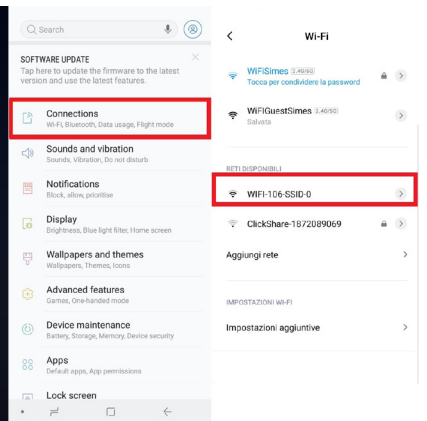 Search
SOFTWARE UPDATE
Tap here to update the firmware to the latest
version and use the latest features.
Connections
Wi-Fi, Bluetooth, Data usage, Flight mode
Sounds and vibration
Sounds, Vibration, Do not disturb
Notifications
Block, allow, prioritise
Display
Brightness, Blue light filter, Home screen
Wallpapers and themes
Wallpapers, Themes, Icons
Advanced features
Games, One-handed mode
Device maintenance
Battery, Storage, Memory, Device security
Apps
Default apps, App permissions
Lock screen
Wi-Fi
WiFiSimes 2.4G/5G
Tocca per condividere la password
WiFIGuestSimes 2.4G/5G
Salvata
RETI DISPONIBILI
WIFI-106-SSID-0
ClickShare-1872089069
Aggiungi rete
IMPOSTAZIONI WI-FI
Impostazioni aggiuntive